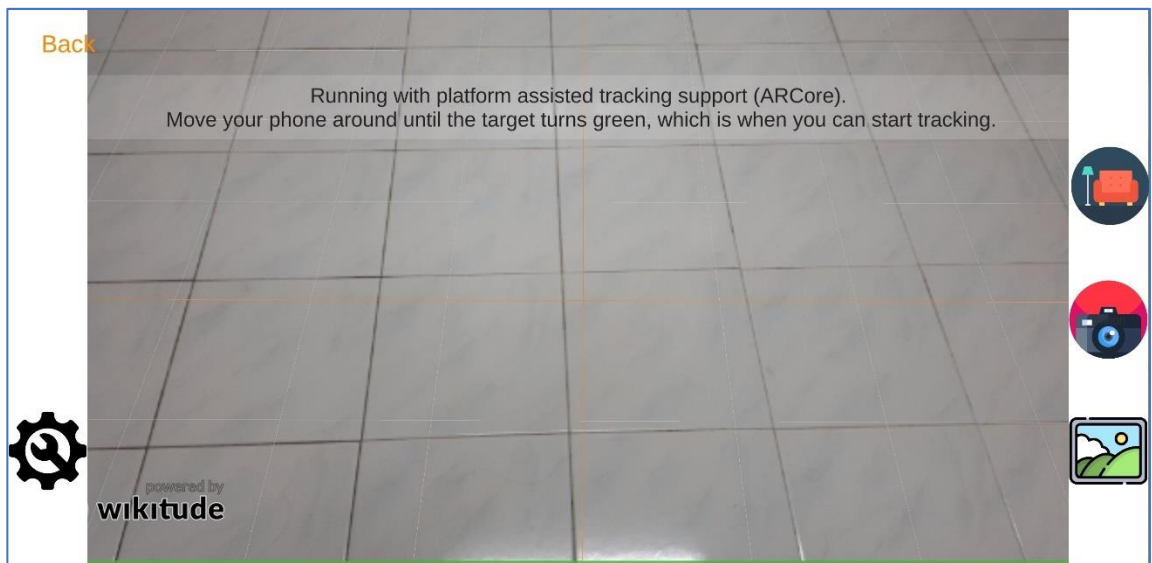 Back
Running with platform assisted tracking support (ARCore).
Move your phone around until the target turns green, which is when you can start tracking.
powered by
wikitude